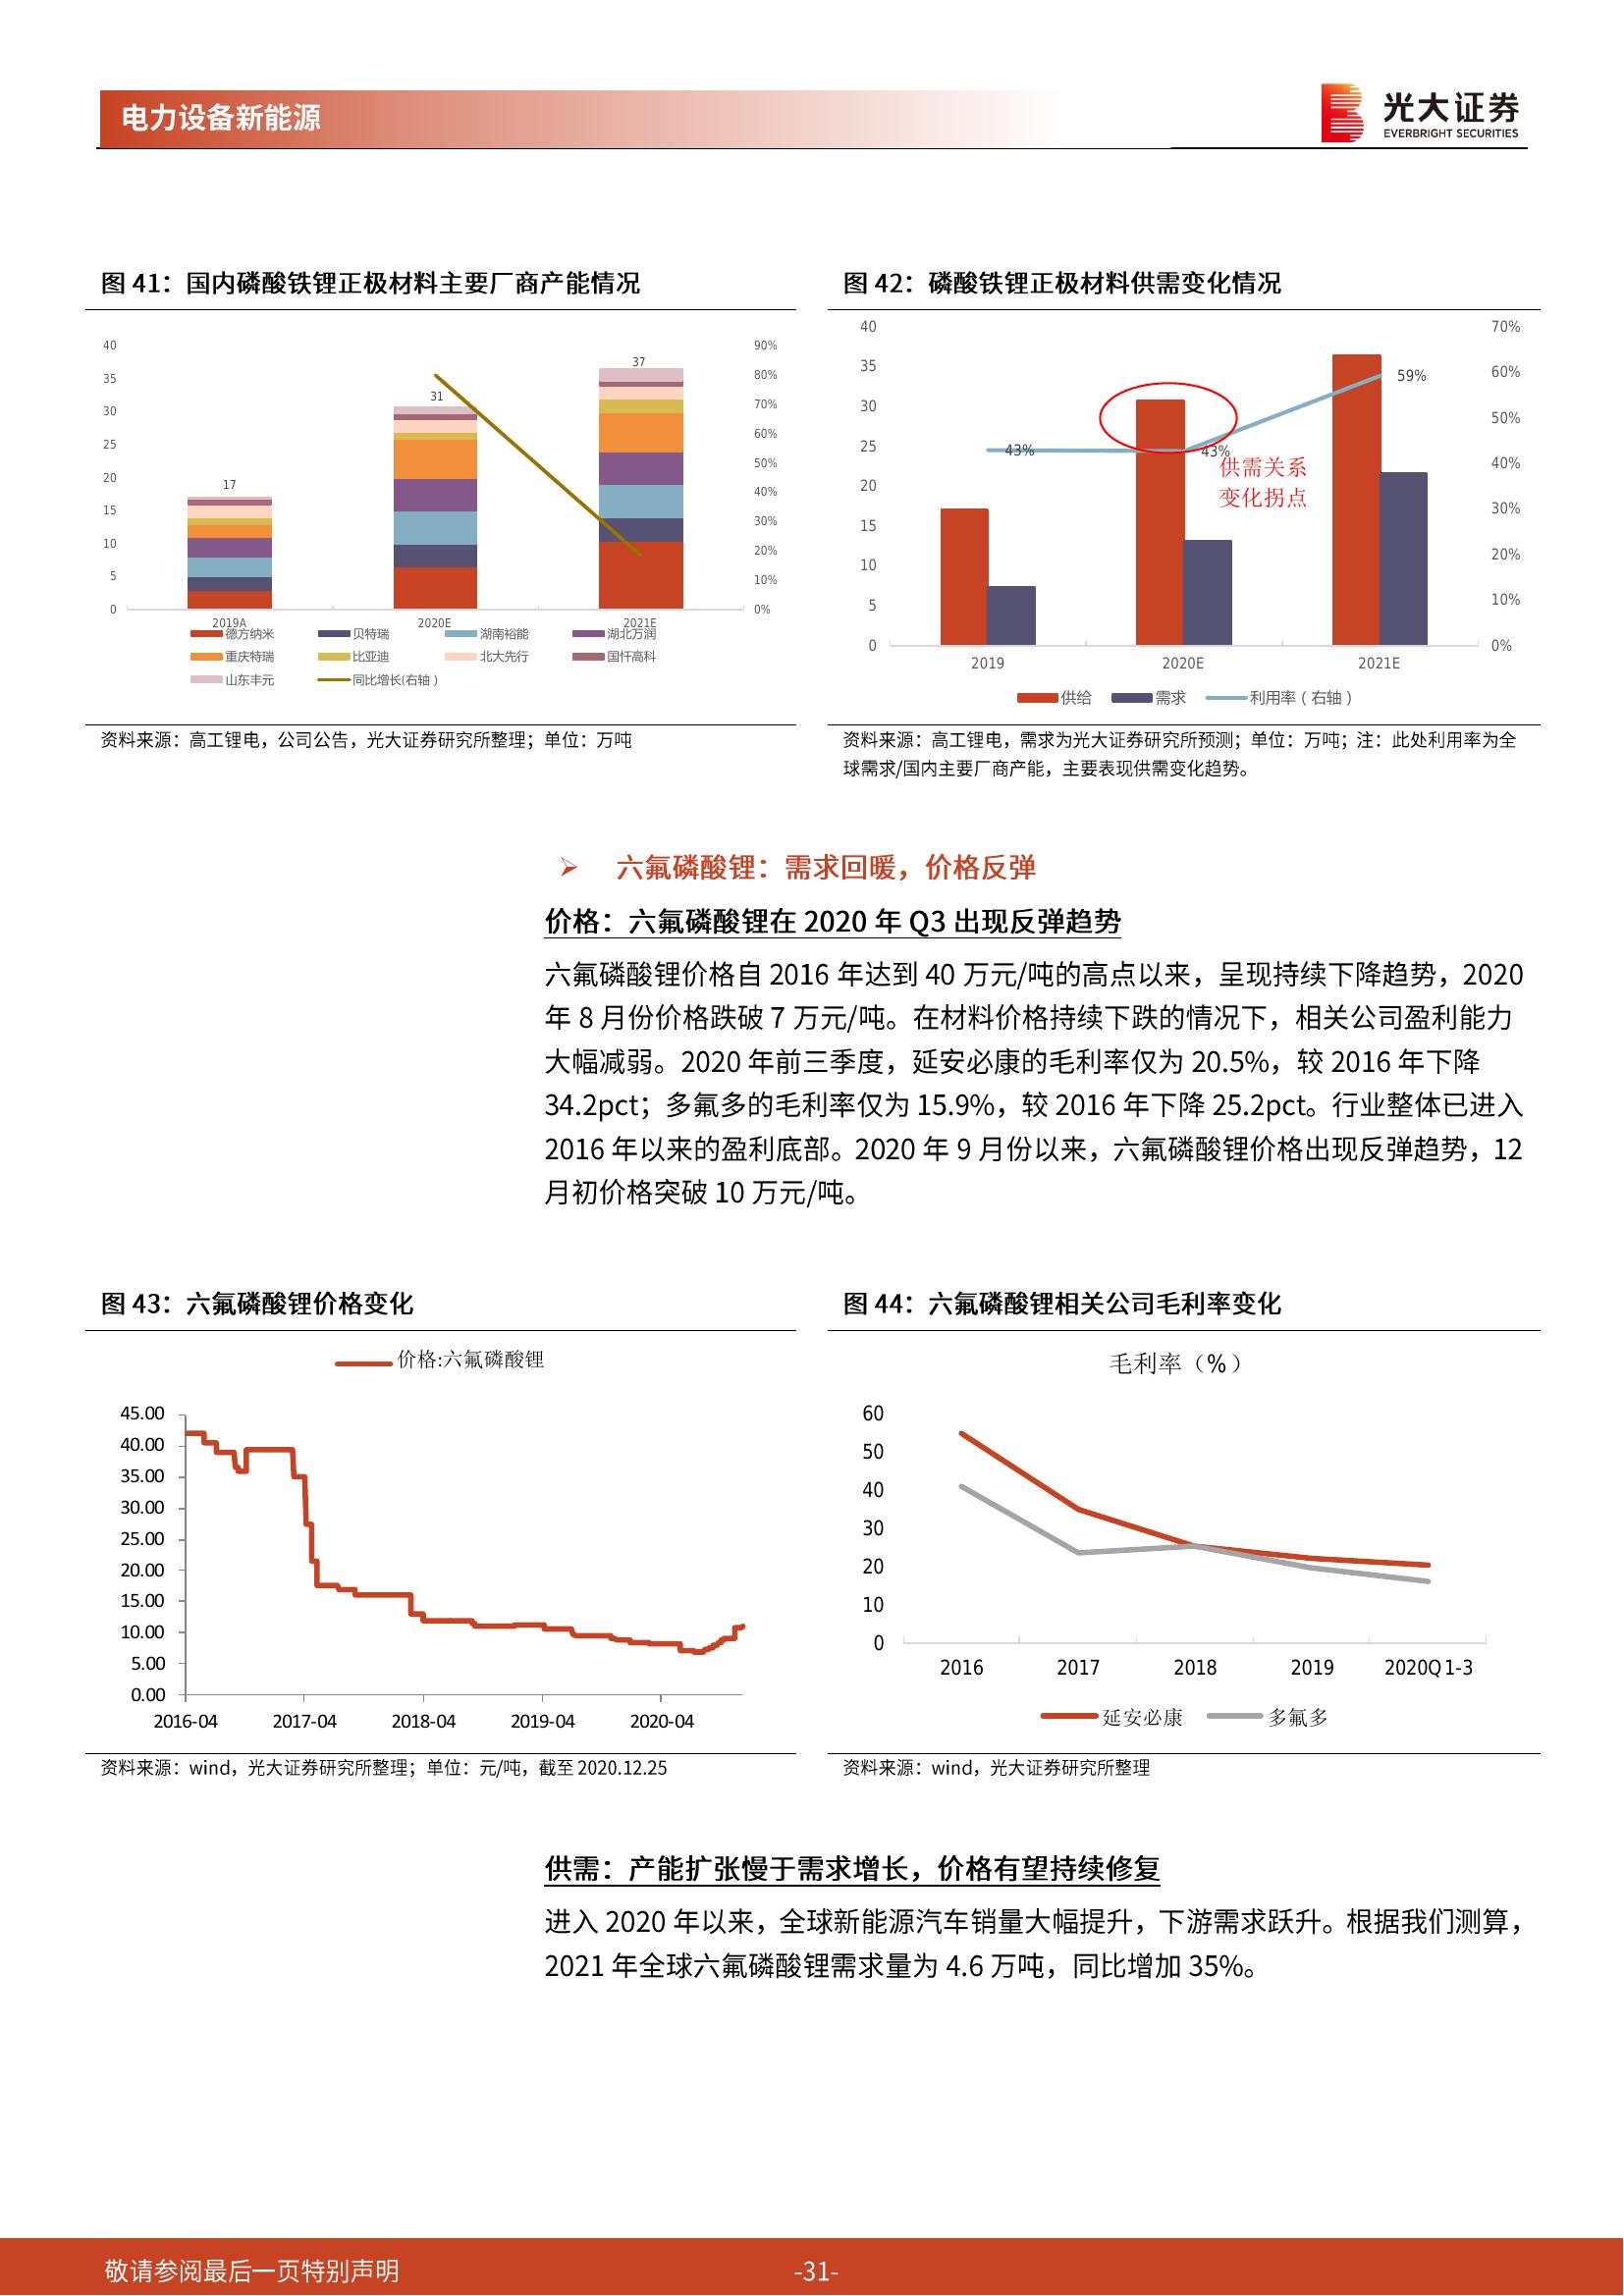 电力设备新能源
光大证券
EVERBRIGHT SECURITIES
图 41：国内磷酸铁锂正极材料主要厂商产能情况
40
35
30
25
20
15
10
5
0
90%
80%
70%
60%
50%
40%
30%
20%
10%
0%
17
31
37
2019A 2020E 2021E
德方纳米 贝特瑞 湖南裕能 湖北万润
重庆特瑞 比亚迪 北大先行 国轩高科
山东丰元 同比增长(右轴）
资料来源：高工锂电，公司公告，光大证券研究所整理；单位：万吨
图 42：磷酸铁锂正极材料供需变化情况
40
35
30
25
20
15
10
5
0
70%
60%
50%
40%
30%
20%
10%
0%
43%
43%
59%
供需关系
变化拐点
2019 2020E 2021E
供给 需求 利用率（右轴）
资料来源：高工锂电，需求为光大证券研究所预测；单位：万吨；注：此处利用率为全
球需求/国内主要厂商产能，主要表现供需变化趋势。
➢ 六氟磷酸锂：需求回暖，价格反弹
价格：六氟磷酸锂在 2020 年 Q3 出现反弹趋势
六氟磷酸锂价格自 2016 年达到 40 万元/吨的高点以来，呈现持续下降趋势，2020
年 8 月份价格跌破 7 万元/吨。在材料价格持续下跌的情况下，相关公司盈利能力
大幅减弱。2020 年前三季度，延安必康的毛利率仅为 20.5%，较 2016 年下降
34.2pct；多氟多的毛利率仅为 15.9%，较 2016 年下降 25.2pct。行业整体已进入
2016 年以来的盈利底部。2020 年 9 月份以来，六氟磷酸锂价格出现反弹趋势，12
月初价格突破 10 万元/吨。
图 43：六氟磷酸锂价格变化
价格:六氟磷酸锂
45.00
40.00
35.00
30.00
25.00
20.00
15.00
10.00
5.00
0.00
2016-04 2017-04 2018-04 2019-04 2020-04
资料来源：wind，光大证券研究所整理；单位：元/吨，截至 2020.12.25
图 44：六氟磷酸锂相关公司毛利率变化
毛利率（%）
60
50
40
30
20
10
0
2016 2017 2018 2019 2020Q1-3
延安必康 多氟多
资料来源：wind，光大证券研究所整理
供需：产能扩张慢于需求增长，价格有望持续修复
进入 2020 年以来，全球新能源汽车销量大幅提升，下游需求跃升。根据我们测算，
2021 年全球六氟磷酸锂需求量为 4.6 万吨，同比增加 35%。
敬请参阅最后一页特别声明 -31-